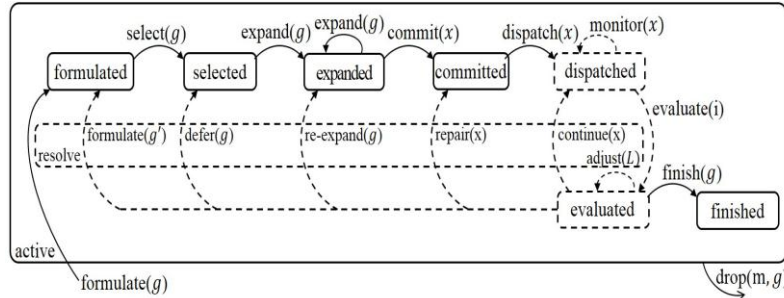 select(g) expand(g) expand(g) commit(x) dispatch(x) monitor(x)
formulated selected expanded committed dispatched
evaluate(i)
formulate(g′) defer(g) re-expand(g) repair(x) continue(x)
resolve
adjust(L)
finish(g)
evaluated finished
active
formulate(g)
drop(m, g